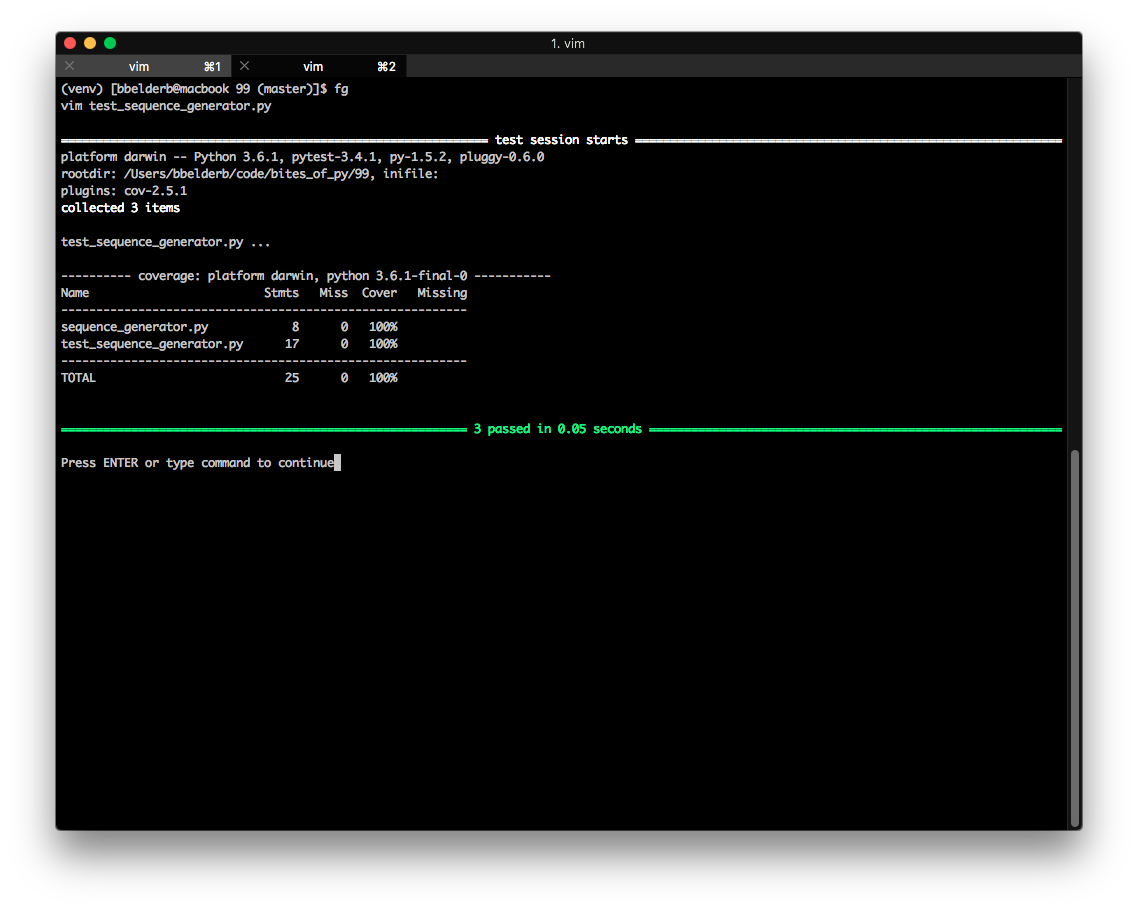 1. vim
vim ⌘1 vim ⌘2
(venv) [bbelderb@macbook 99 (master)]$ fg
vim test_sequence_generator.py
test session starts
platform darwin -- Python 3.6.1, pytest-3.4.1, py-1.5.2, pluggy-0.6.0
rootdir: /Users/bbelderb/code/bites_of_py/99, inifile:
plugins: cov-2.5.1
collected 3 items
test_sequence_generator.py ...
---------- coverage: platform darwin, python 3.6.1-final-0 -----------
Name                         Stmts   Miss  Cover   Missing
----------------------------------------------------------
sequence_generator.py            8      0   100%
test_sequence_generator.py      17      0   100%
----------------------------------------------------------
TOTAL                           25      0   100%
3 passed in 0.05 seconds
Press ENTER or type command to continue